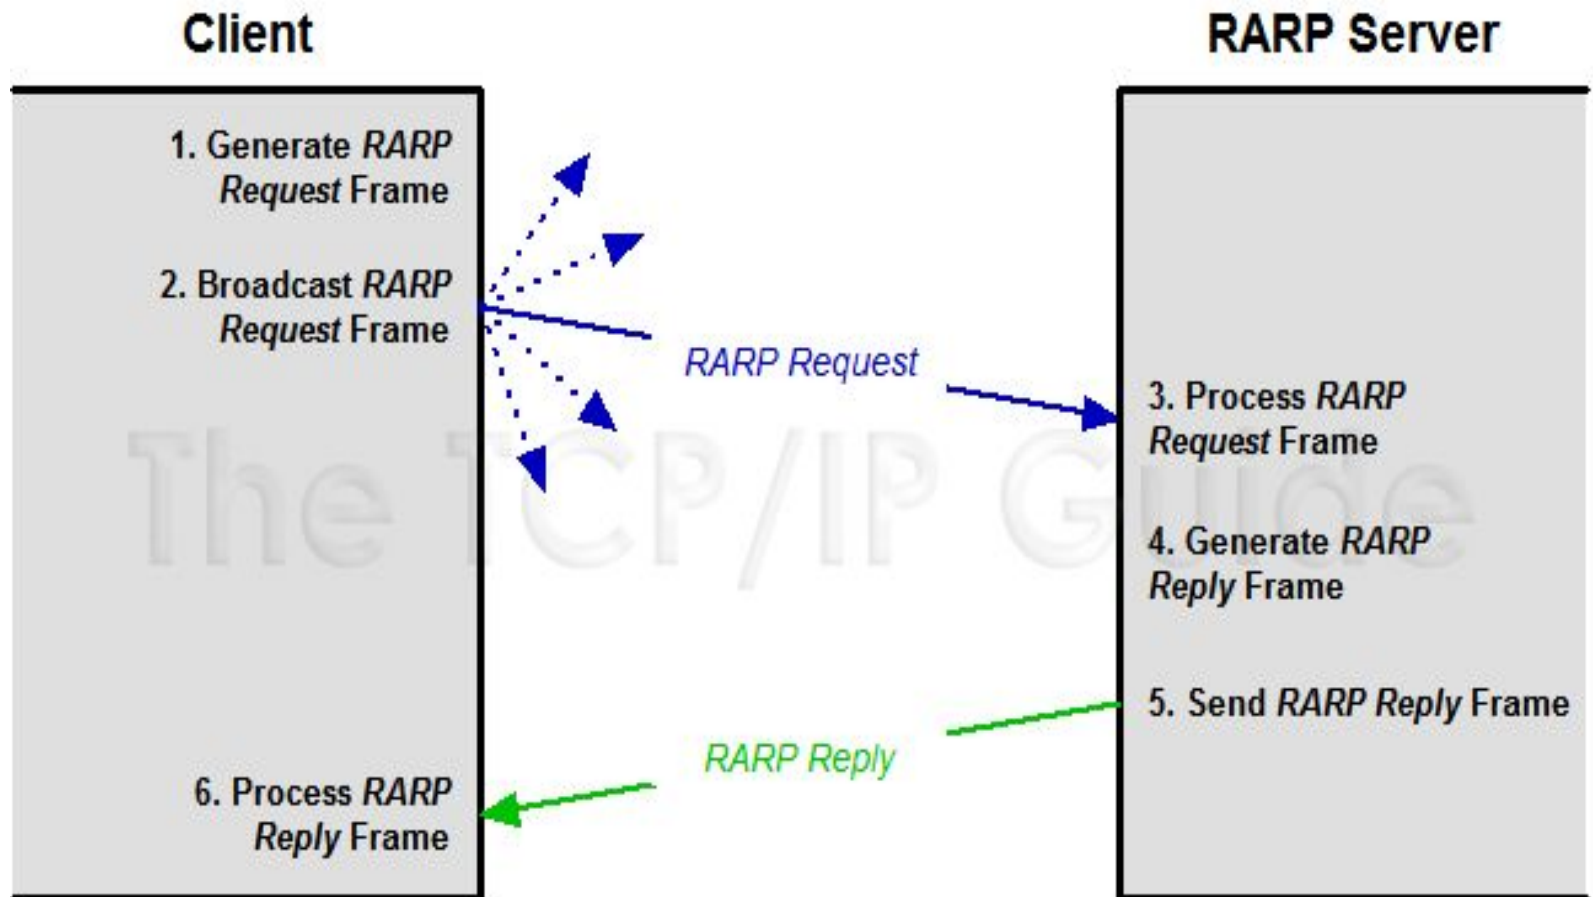 Client
RARP Server
1. Generate RARP
Request Frame
2. Broadcast RARP
Request Frame
RARP Request
3. Process RARP
Request Frame
The TCP/IP Guide
4. Generate RARP
Reply Frame
5. Send RARP Reply Frame
RARP Reply
6. Process RARP
Reply Frame